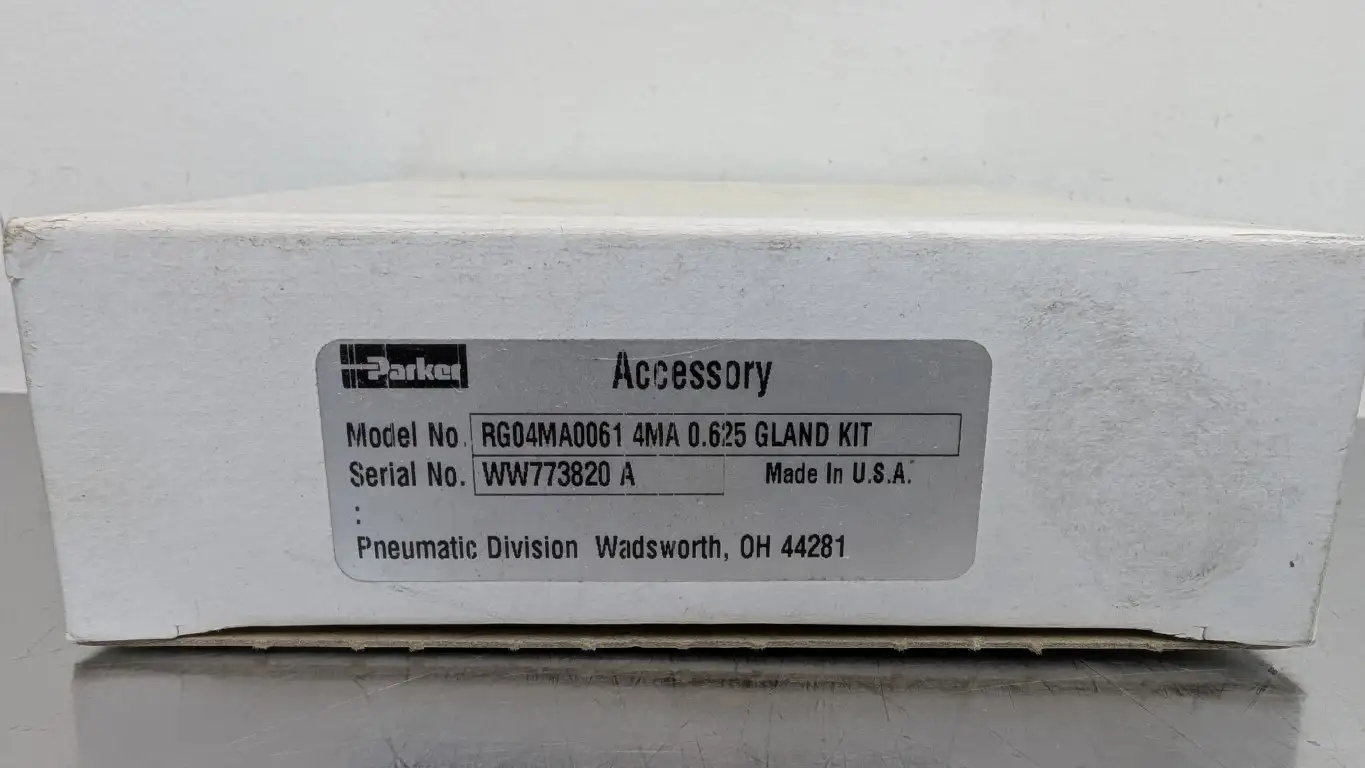 Parker Accessory
Model No. RG04MA0061 4MA 0.625 GLAND KIT
Serial No. WW773820 A Made In U.S.A.
:
Pneumatic Division Wadsworth, OH 44281